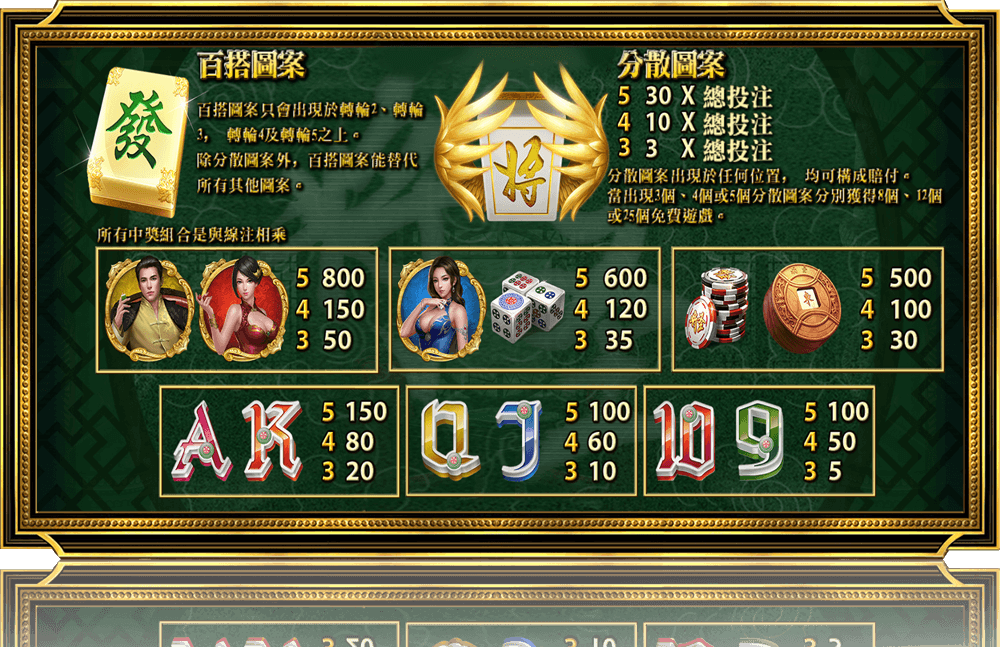 百搭圖案
發
百搭圖案只會出現於轉輪2、轉輪
3， 轉輪4及轉輪5之上。
除分散圖案外，百搭圖案能替代
所有其他圖案。
將
分散圖案
5 30 X 總投注
4 10 X 總投注
3 3 X 總投注
分散圖案出現於任何位置， 均可構成賠付。
當出現3個、4個或5個分散圖案分別獲得8個、12個
或25個免費遊戲。
所有中獎組合是與線注相乘
5 800
4 150
3 50
5 600
4 120
3 35
5 500
4 100
3 30
A K
5 150
4 80
3 20
Q J
5 100
4 60
3 10
10 9
5 100
4 50
3 5